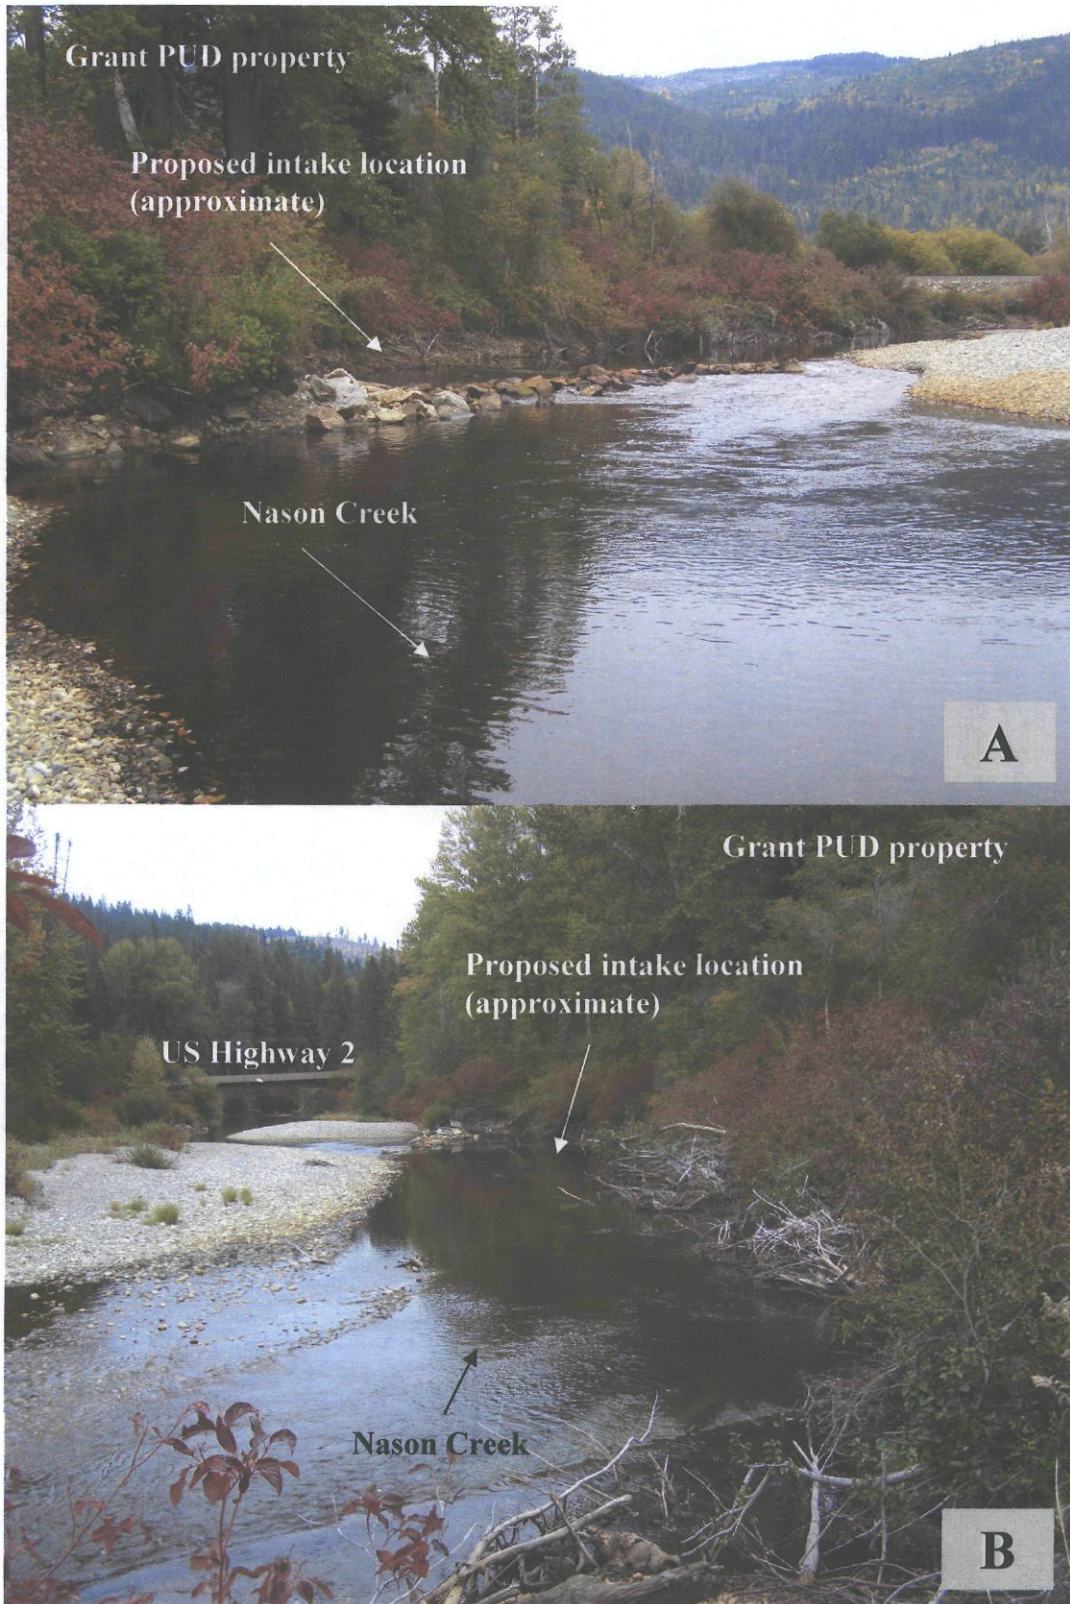 Grant PUD property
Proposed intake location
(approximate)
Nason Creek
A
Grant PUD property
Proposed intake location
(approximate)
US Highway 2
Nason Creek
B